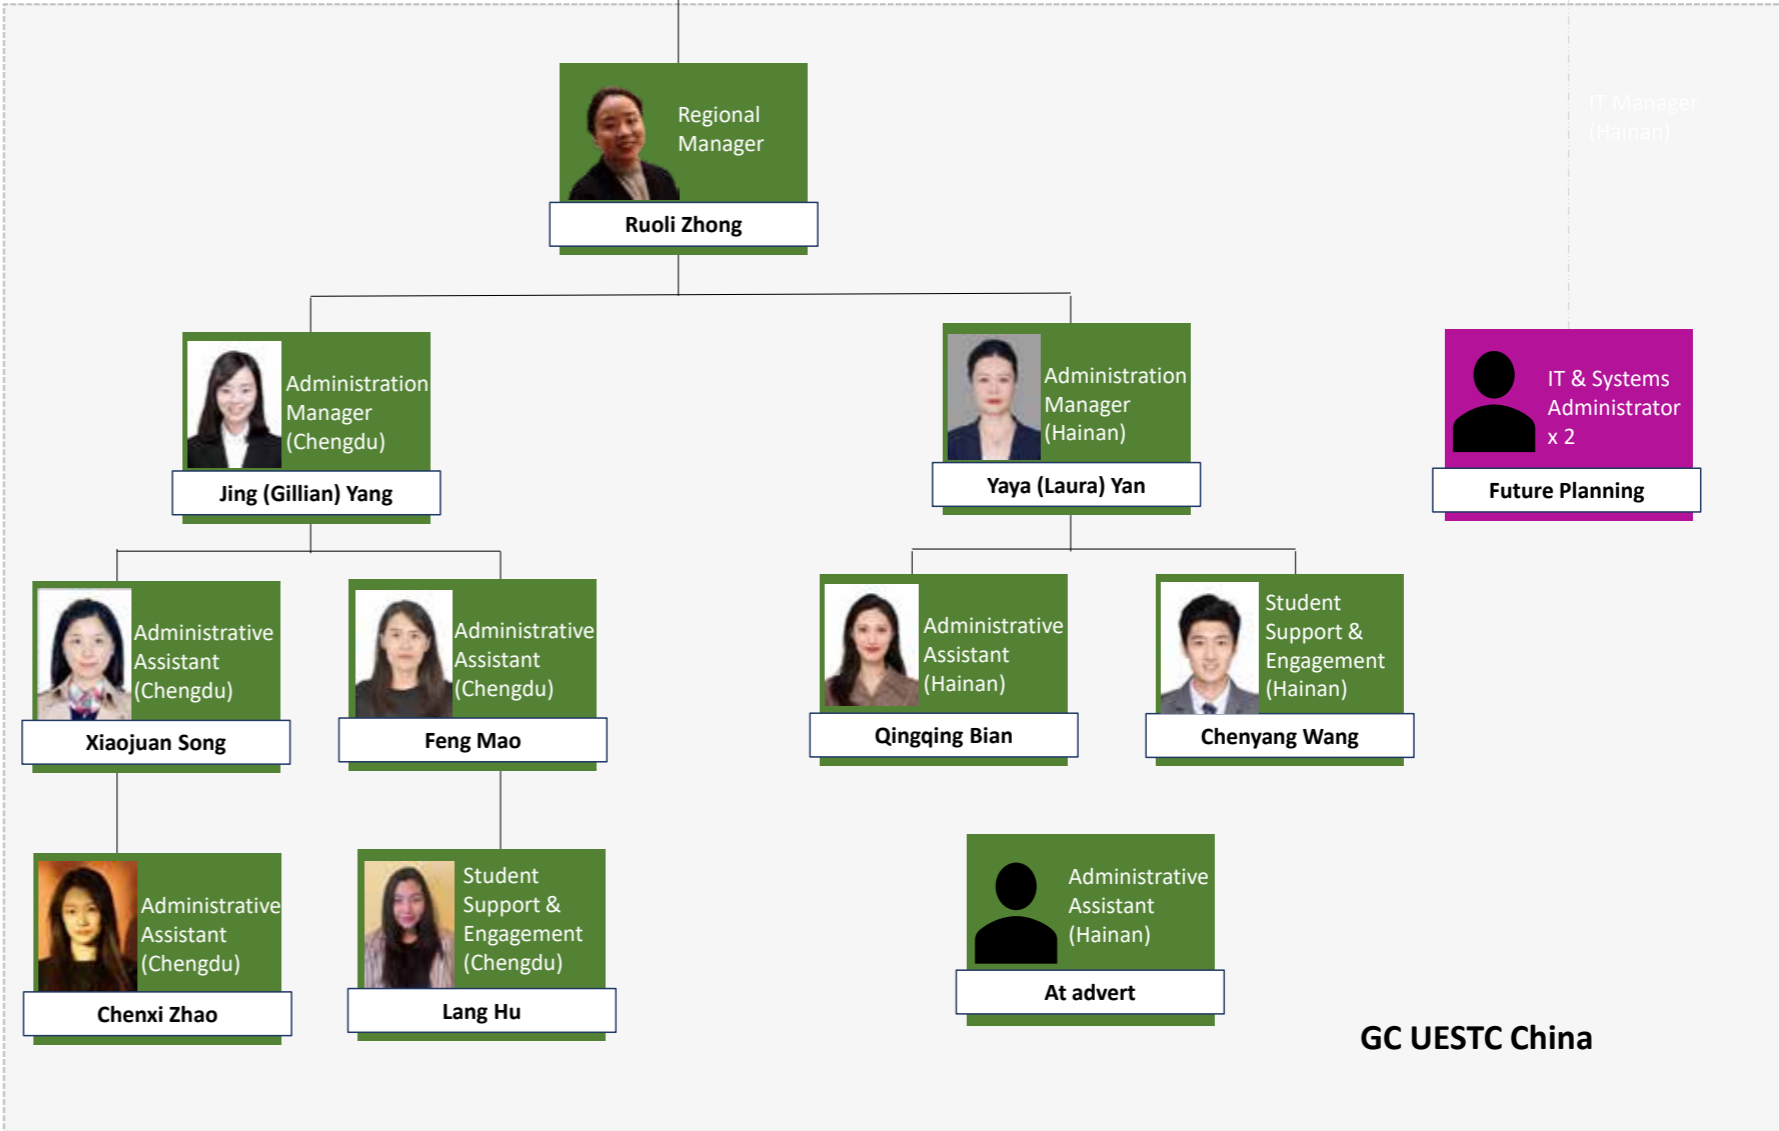 Regional
Manager
Ruoli Zhong
IT Manager
(Hainan)
Administration
Manager
(Chengdu)
Jing (Gillian) Yang
Administration
Manager
(Hainan)
Yaya (Laura) Yan
IT & Systems
Administrator
x 2
Future Planning
Administrative
Assistant
(Chengdu)
Xiaojuan Song
Administrative
Assistant
(Chengdu)
Feng Mao
Administrative
Assistant
(Hainan)
Qingqing Bian
Student
Support &
Engagement
(Hainan)
Chenyang Wang
Administrative
Assistant
(Chengdu)
Chenxi Zhao
Student
Support &
Engagement
(Chengdu)
Lang Hu
Administrative
Assistant
(Hainan)
At advert
GC UESTC China